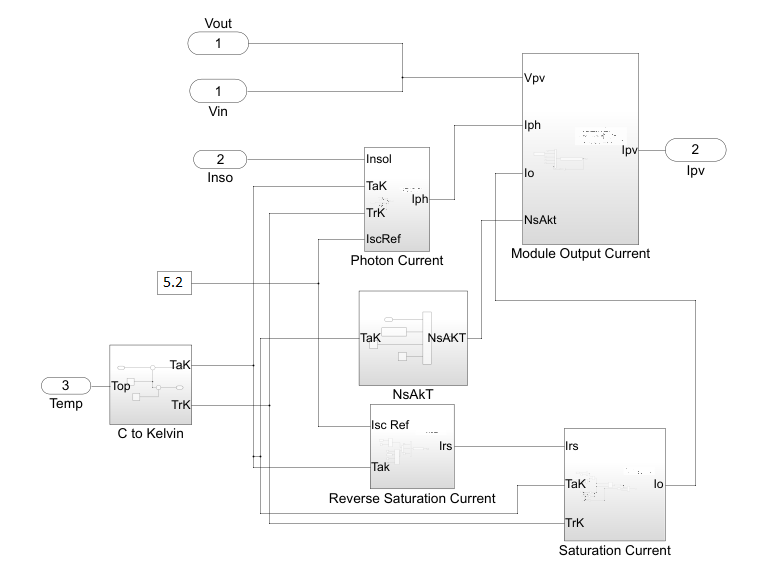 Vout
1
1
Vin
2
Inso
Vpv
Iph
Io
NsAkt
Ipv
Module Output Current
2
Ipv
Insol
TaK
TrK
IscRef
Iph
Photon Current
5.2
TaK
NsAKT
NsAkT
3
Temp
Top
TaK
TrK
C to Kelvin
Isc Ref
Tak
Irs
Reverse Saturation Current
Irs
TaK
TrK
Io
Saturation Current